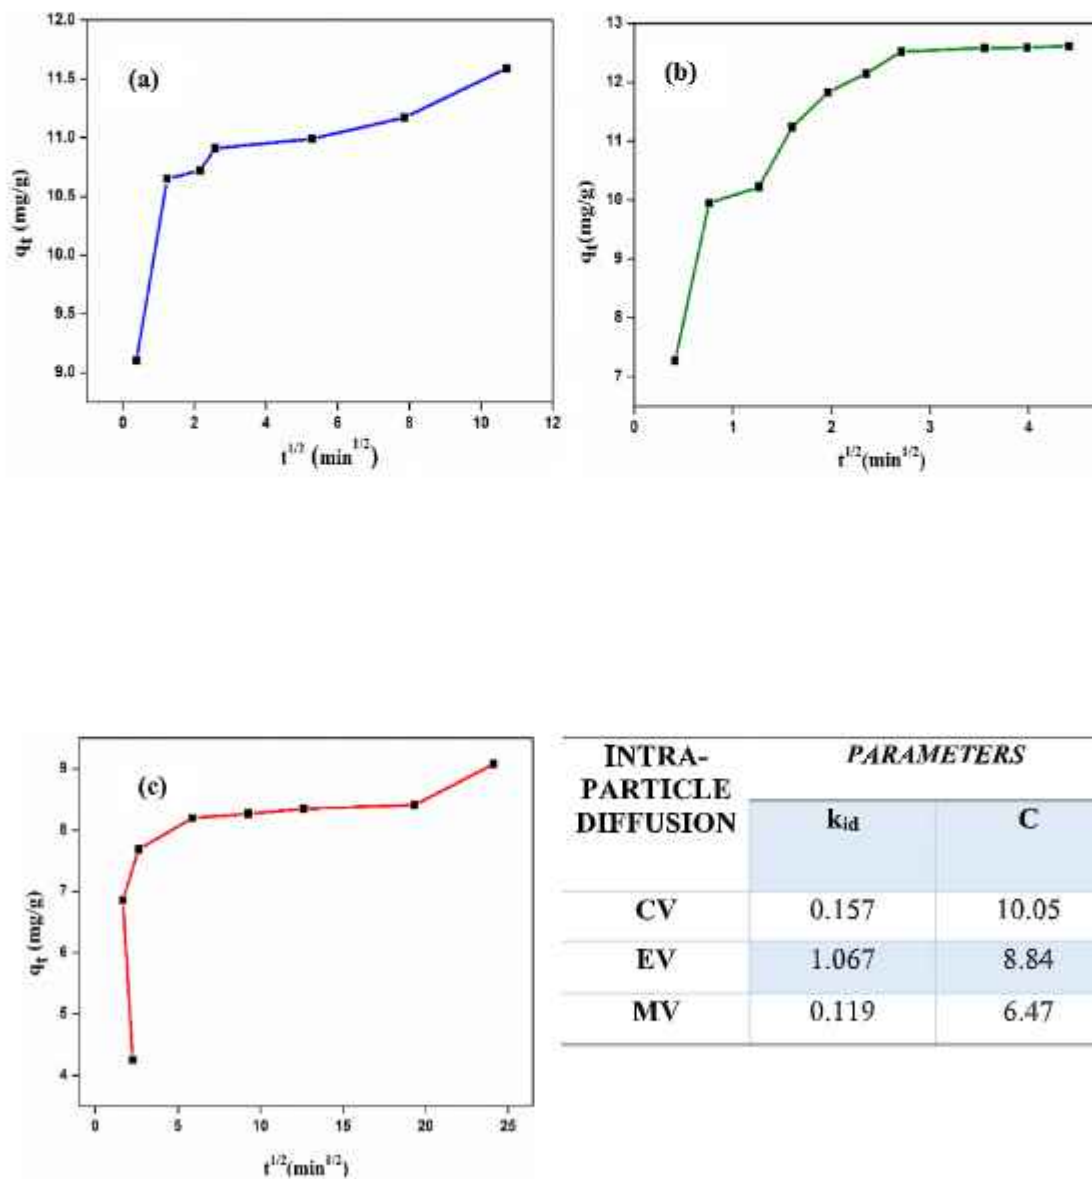 (a)
12.0
11.5
11.0
10.5
10.0
9.5
9.0
qt (mg/g)
0 2 4 6 8 10 12
t1/2 (min1/2)
(b)
13
12
11
10
9
8
7
qt(mg/g)
0 1 2 3 4
t1/2(min1/2)
(c)
9
8
7
6
5
4
qt (mg/g)
0 5 10 15 20 25
t1/2(min1/2)
INTRA- PARAMETERS
PARTICLE
DIFFUSION kid C
CV 0.157 10.05
EV 1.067 8.84
MV 0.119 6.47